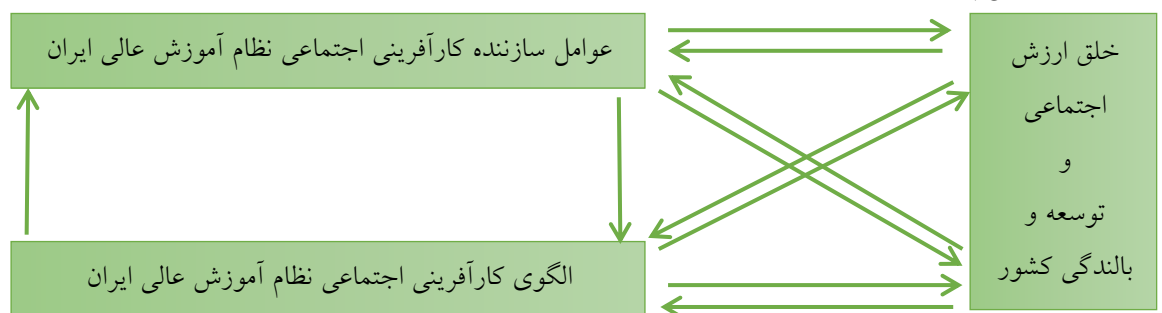 عوامل سازننده کارآفرینی اجتماعی نظام آموزش عالی ایران
خلق ارزش
اجتماعی
و
توسعه و
بالندگی کشور
الگوی کارآفرینی اجتماعی نظام آموزش عالی ایران